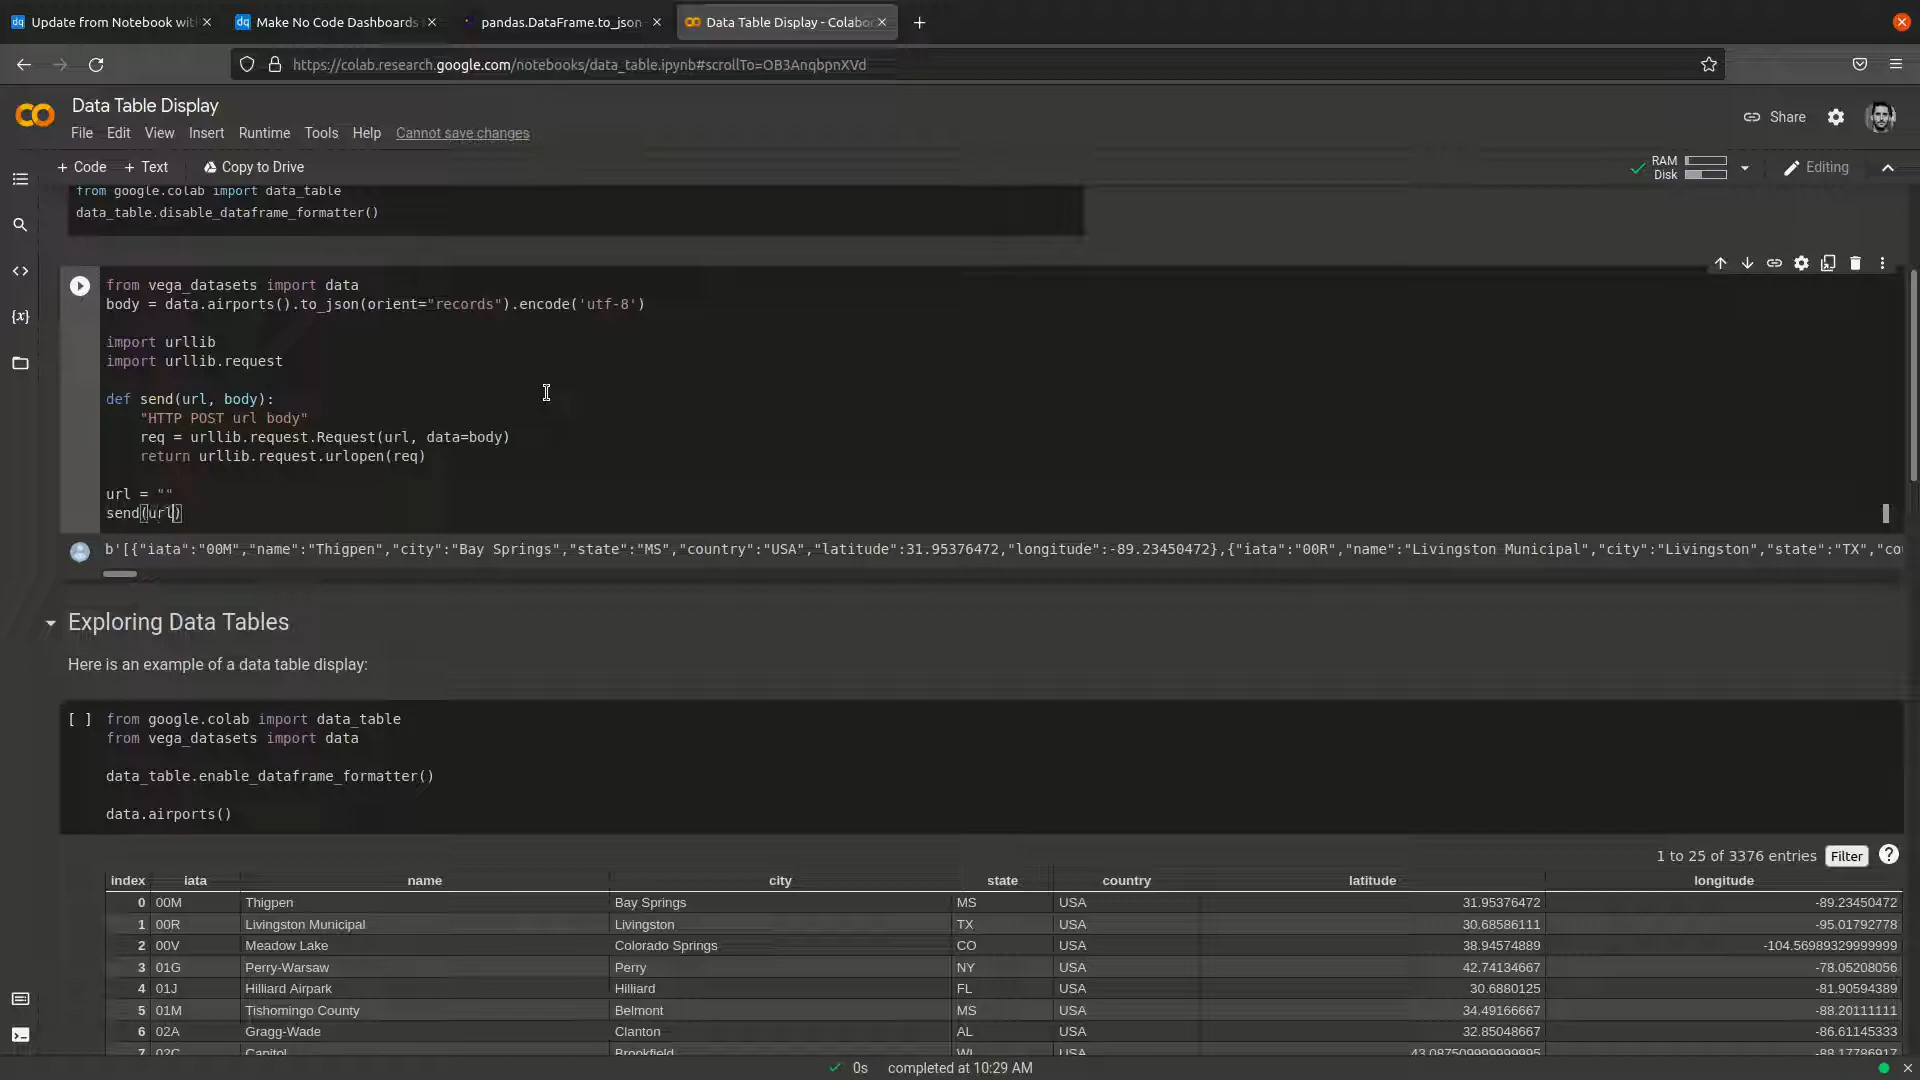 Update from Notebook wit
Make No Code Dashboards
pandas.DataFrame.to_json
Data Table Display - Colabor
https://colab.research.google.com/notebooks/data_table.ipynb#scrollTo=OB3AnqbpnXVd
Data Table Display
File Edit View Insert Runtime Tools Help Cannot save changes
Share
+ Code + Text Copy to Drive
RAM
Disk
Editing
from google.colab import data_table
data_table.disable_dataframe_formatter()
from vega_datasets import data
body = data.airports().to_json(orient="records").encode('utf-8')
import urllib
import urllib.request
def send(url, body):
"HTTP POST url body"
req = urllib.request.Request(url, data=body)
return urllib.request.urlopen(req)
url = ""
send(url)
b'[{"iata":"00M","name":"Thigpen","city":"Bay Springs","state":"MS","country":"USA","latitude":31.95376472,"longitude":-89.23450472},{"iata":"00R","name":"Livingston Municipal","city":"Livingston","state":"TX","cou
Exploring Data Tables
Here is an example of a data table display:
[ ] from google.colab import data_table
from vega_datasets import data
data_table.enable_dataframe_formatter()
data.airports()
1 to 25 of 3376 entries Filter ?
index iata name city state country latitude longitude
0 00M Thigpen Bay Springs MS USA 31.95376472 -89.23450472
1 00R Livingston Municipal Livingston TX USA 30.68586111 -95.01792778
2 00V Meadow Lake Colorado Springs CO USA 38.94574889 -104.56989329999999
3 01G Perry-Warsaw Perry NY USA 42.74134667 -78.05208056
4 01J Hilliard Airpark Hilliard FL USA 30.6880125 -81.90594389
5 01M Tishomingo County Belmont MS USA 34.49166667 -88.20111111
6 02A Gragg-Wade Clanton AL USA 32.85048667 -86.61145333
7 02C Capitol Brookfield WI USA 43.087509999999995 -88.17786917
0s completed at 10:29 AM